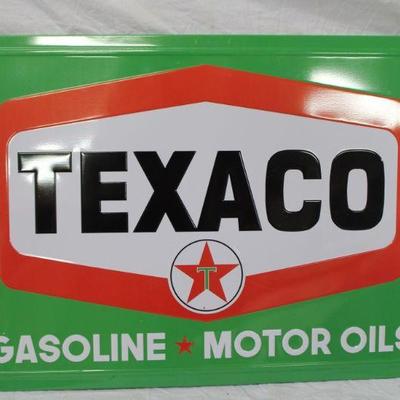 TEXACO
T
GASOLINE ★ MOTOR OILS